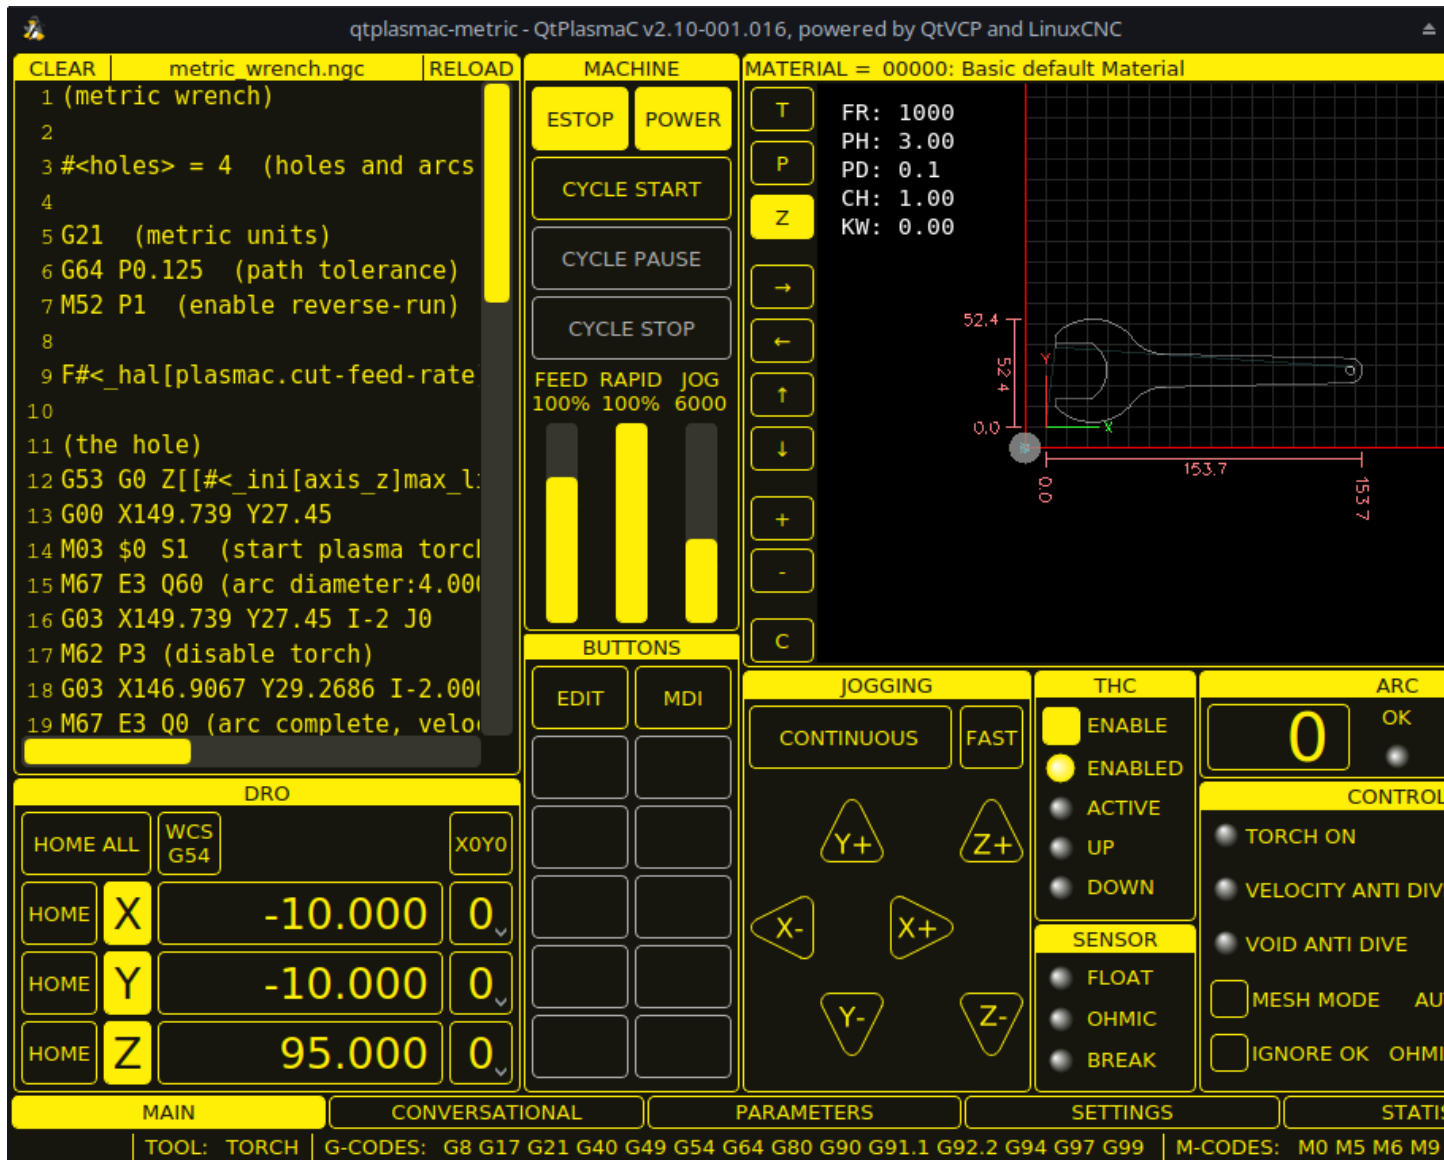 qtplasmac-metric - QtPlasmaC v2.10-001.016, powered by QtVCP and LinuxCNC
CLEAR metric_wrench.ngc RELOAD
1 (metric wrench)
2
3 #<holes> = 4 (holes and arcs
4
5 G21 (metric units)
6 G64 P0.125 (path tolerance)
7 M52 P1 (enable reverse-run)
8
9 F#<_hal[plasmac.cut-feed-rate
10
11 (the hole)
12 G53 G0 Z[[#<_ini[axis_z]max_li
13 G00 X149.739 Y27.45
14 M03 $0 S1 (start plasma torch
15 M67 E3 Q60 (arc diameter:4.000
16 G03 X149.739 Y27.45 I-2 J0
17 M62 P3 (disable torch)
18 G03 X146.9067 Y29.2686 I-2.000
19 M67 E3 Q0 (arc complete, velo
MACHINE
ESTOP POWER
CYCLE START
CYCLE PAUSE
CYCLE STOP
FEED RAPID JOG
100% 100% 6000
MATERIAL = 00000: Basic default Material
T
P
Z
→
←
↑
↓
+
-
C
FR: 1000
PH: 3.00
PD: 0.1
CH: 1.00
KW: 0.00
52.4
52.4
Y
0.0
X
153.7
0.0
153.7
BUTTONS
EDIT MDI
DRO
HOME ALL
WCS
G54
X0Y0
HOME X -10.000 0
HOME Y -10.000 0
HOME Z 95.000 0
JOGGING
CONTINUOUS FAST
Y+ Z+
X- X+
Y- Z-
THC
ENABLE
ENABLED
ACTIVE
UP
DOWN
SENSOR
FLOAT
OHMIC
BREAK
ARC
0
OK
CONTROL
TORCH ON
VELOCITY ANTI DIV
VOID ANTI DIVE
MESH MODE AU
IGNORE OK OHMI
MAIN CONVERSATIONAL PARAMETERS SETTINGS STATIS
TOOL: TORCH G-CODES: G8 G17 G21 G40 G49 G54 G64 G80 G90 G91.1 G92.2 G94 G97 G99 M-CODES: M0 M5 M6 M9